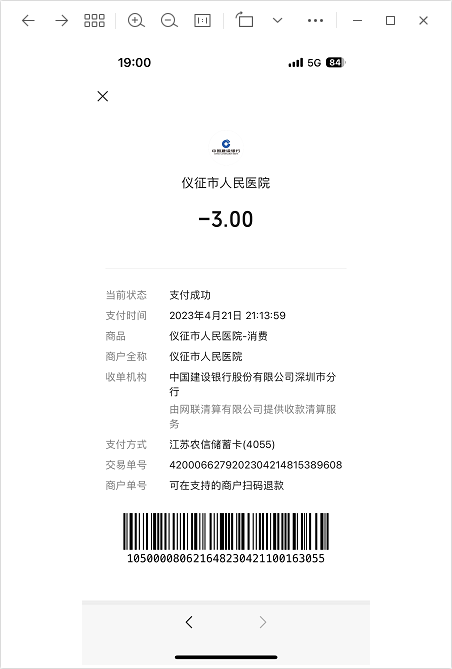 19:00
5G
84
中国建设银行
仪征市人民医院
-3.00
当前状态 支付成功
支付时间 2023年4月21日 21:13:59
商品 仪征市人民医院-消费
商户全称 仪征市人民医院
收单机构 中国建设银行股份有限公司深圳市分
行
由网联清算有限公司提供收款清算服
务
支付方式 江苏农信储蓄卡(4055)
交易单号 4200066279202304214815389608
商户单号 可在支持的商户扫码退款
105000080621648230421100163055